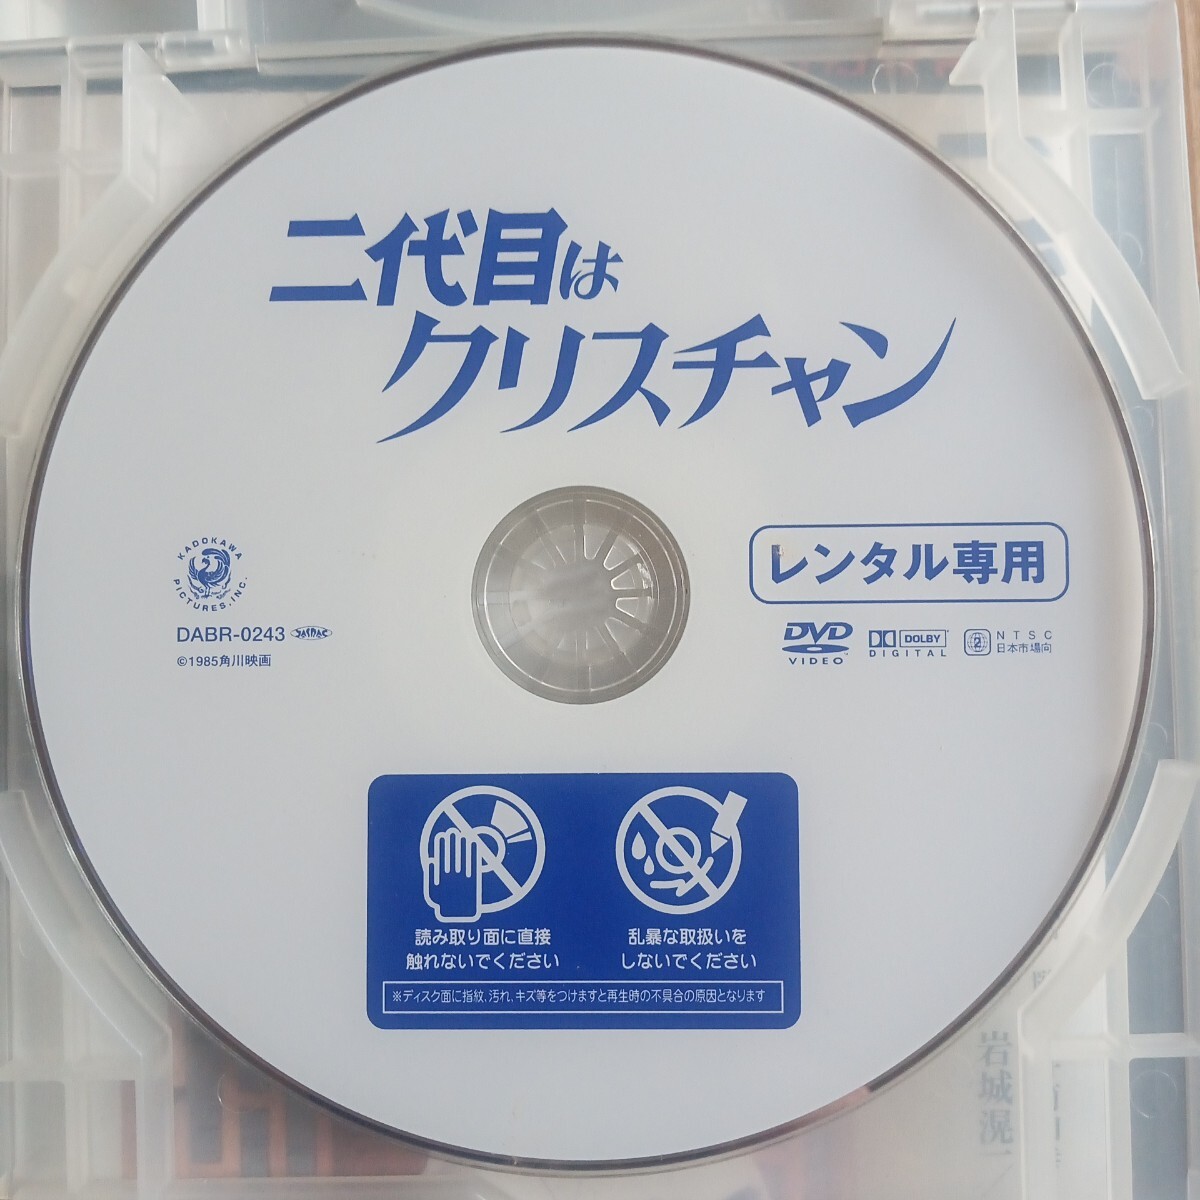 二代目は
クリスチャン
KADOKAWA
PICTURES, INC.
レンタル専用
DABR-0243 JASRAC
©1985角川映画
DVD
VIDEO
DOLBY
DIGITAL
2
NTSC
日本市場向
読み取り面に直接
触れないでください
乱暴な取扱いを
しないでください
※ディスク面に指紋、汚れ、キズ等をつけますと再生時の不具合の原因となります
岩城滉一